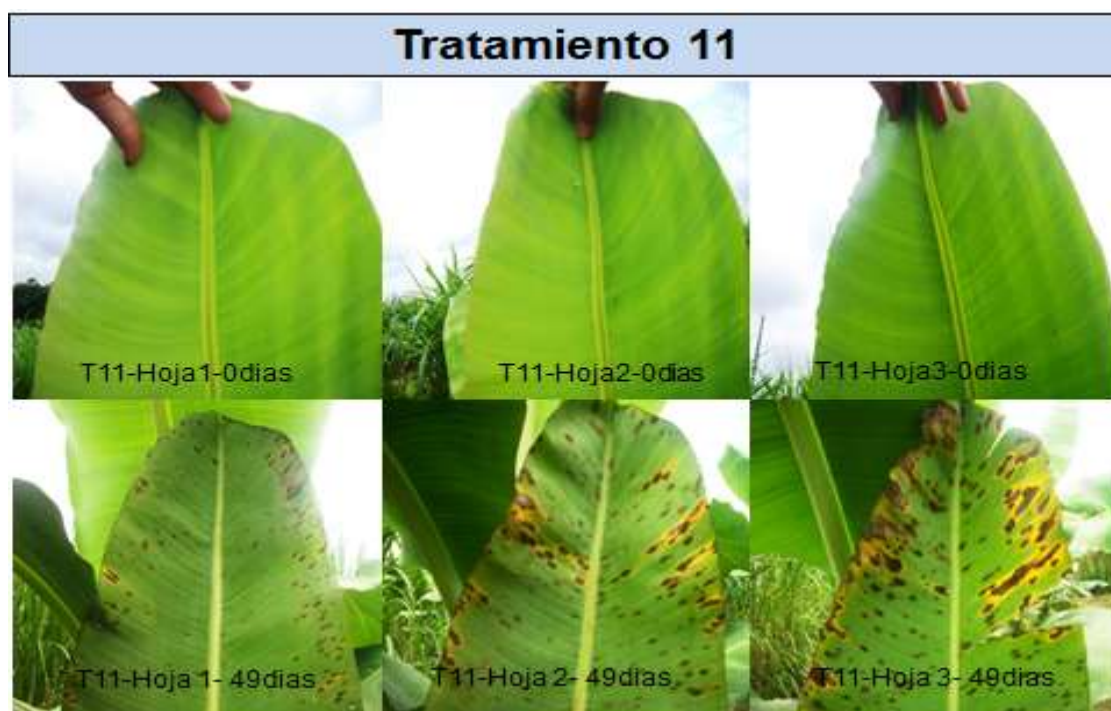 Tratamiento 11
T11-Hoja1-0dias
T11-Hoja2-0dias
T11-Hoja3-0dias
T11-Hoja 1- 49dias
T11-Hoja 2- 49dias
T11-Hoja 3- 49dias